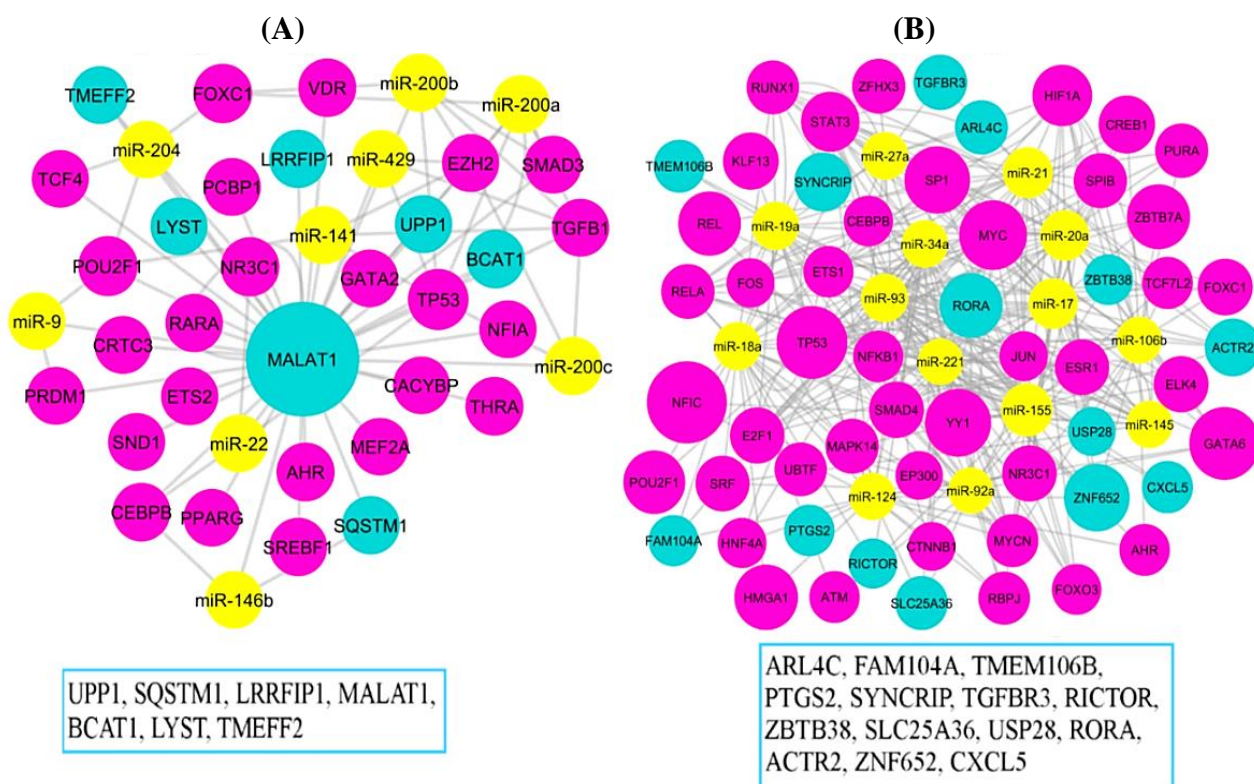 (A)
TMEFF2
FOXC1
VDR
miR-200b
miR-200a
miR-204
LRRFIP1
miR-429
EZH2
SMAD3
TCF4
PCBP1
LYST
miR-141
UPP1
TGFB1
POU2F1
NR3C1
GATA2
BCAT1
TP53
miR-9
RARA
NFIA
CRTC3
MALAT1
miR-200c
PRDM1
ETS2
CACYBP
THRA
SND1
miR-22
MEF2A
AHR
CEBPB
PPARG
SQSTM1
SREBF1
miR-146b
UPP1, SQSTM1, LRRFIP1, MALAT1,
BCAT1, LYST, TMEFF2
(B)
RUNX1
ZFHX3
TGFBR3
HIF1A
STAT3
ARL4C
CREB1
KLF13
miR-27a
PURA
TMEM106B
SYNCRIP
SP1
miR-21
SPIB
REL
miR-19a
CEBPB
miR-34a
MYC
miR-20a
ZBTB7A
RELA
FOS
ETS1
ZBTB38
TCF7L2
FOXC1
miR-93
RORA
miR-17
miR-18a
TP53
NFKB1
miR-221
JUN
miR-106b
ACTR2
ESR1
ELK4
NFIC
SMAD4
YY1
miR-155
miR-145
E2F1
MAPK14
USP28
GATA6
POU2F1
SRF
UBTF
EP300
NR3C1
miR-124
miR-92a
ZNF652
CXCL5
FAM104A
HNF4A
PTGS2
CTNNB1
MYCN
AHR
RICTOR
HMGA1
ATM
SLC25A36
RBPJ
FOXO3
ARL4C, FAM104A, TMEM106B,
PTGS2, SYNCRIP, TGFBR3, RICTOR,
ZBTB38, SLC25A36, USP28, RORA,
ACTR2, ZNF652, CXCL5